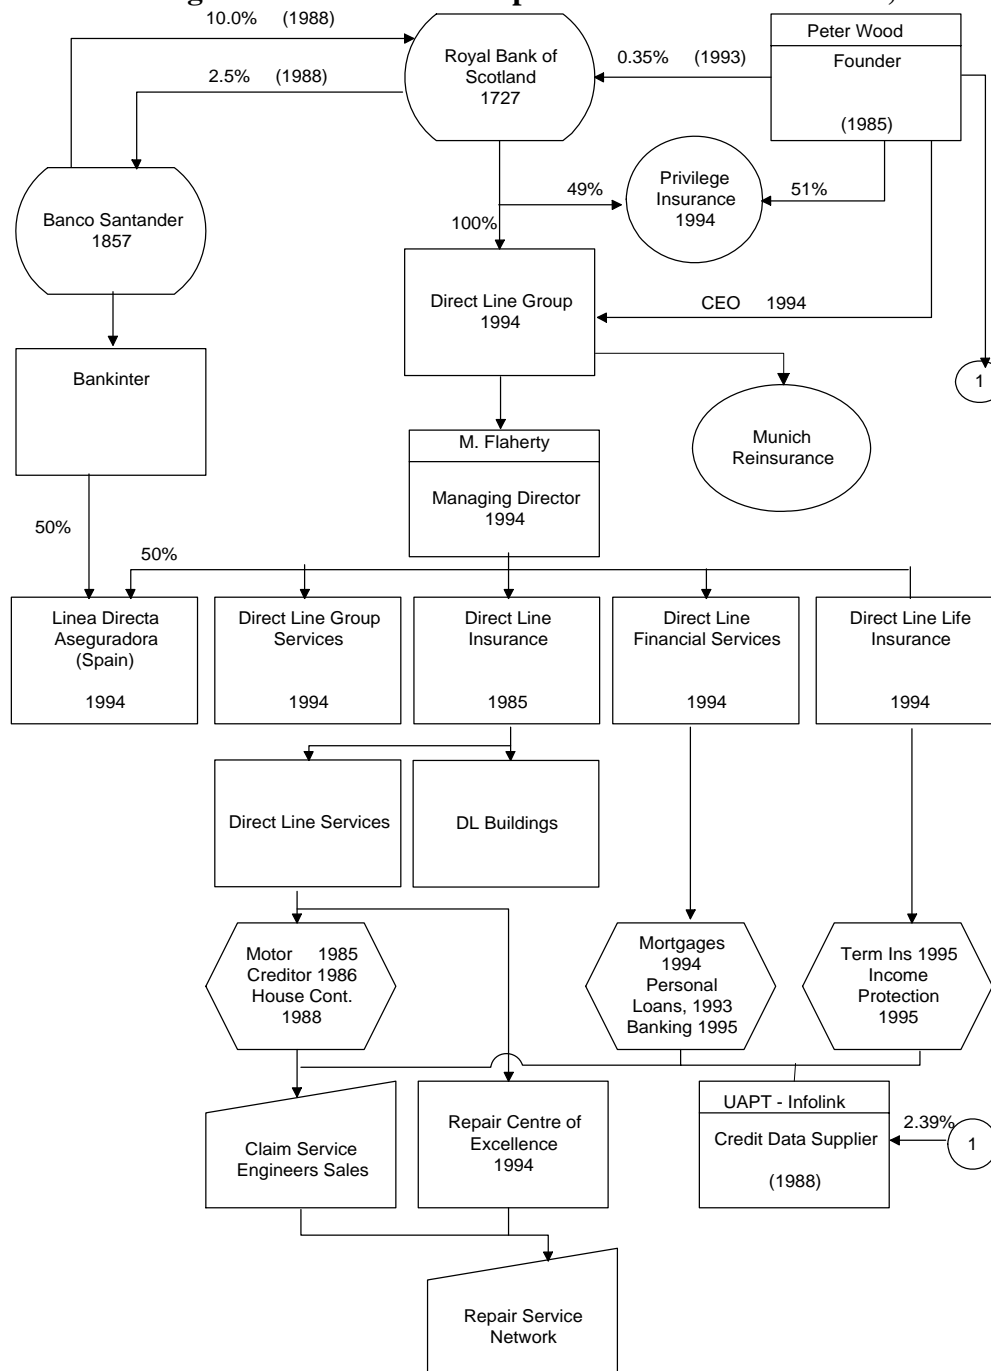 10.0% (1988)
Royal Bank of
Scotland
1727
2.5% (1988)
0.35% (1993)
Peter Wood
Founder
(1985)
Privilege
Insurance
1994
49%
51%
100%
Banco Santander
1857
Direct Line Group
1994
CEO 1994
Bankinter
1
M. Flaherty
Managing Director
1994
Munich
Reinsurance
50%
50%
Linea Directa
Aseguradora
(Spain)
1994
Direct Line Group
Services
1994
Direct Line
Insurance
1985
Direct Line
Financial Services
1994
Direct Line Life
Insurance
1994
Direct Line Services
DL Buildings
Motor 1985
Creditor 1986
House Cont.
1988
Mortgages
1994
Personal
Loans, 1993
Banking 1995
Term Ins 1995
Income
Protection
1995
Claim Service
Engineers Sales
Repair Centre of
Excellence
1994
UAPT - Infolink
Credit Data Supplier
(1988)
2.39%
1
Repair Service
Network